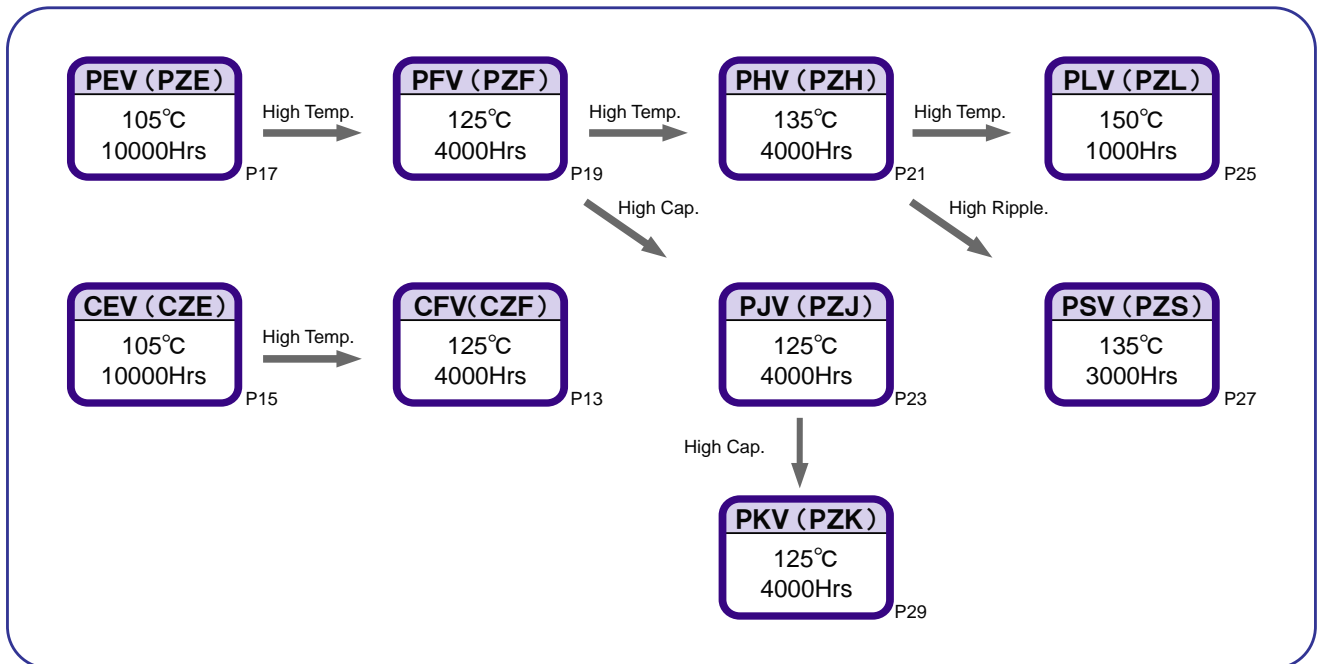 PEV（PZE）
105℃
10000Hrs
P17
High Temp.
PFV（PZF）
125℃
4000Hrs
P19
High Temp.
PHV（PZH）
135℃
4000Hrs
P21
High Temp.
PLV（PZL）
150℃
1000Hrs
P25
High Cap.
High Ripple.
CEV（CZE）
105℃
10000Hrs
P15
High Temp.
CFV(CZF）
125℃
4000Hrs
P13
PJV（PZJ）
125℃
4000Hrs
P23
PSV（PZS）
135℃
3000Hrs
P27
High Cap.
PKV（PZK）
125℃
4000Hrs
P29